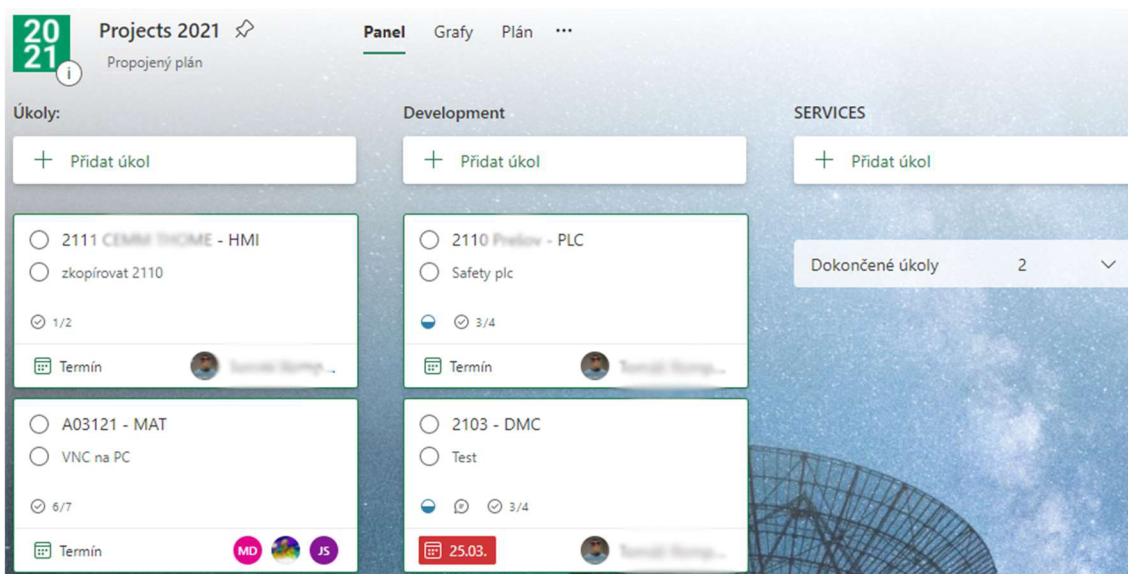 20
21
Projects 2021
Propojený plán
Panel Grafy Plán ...
Úkoly:
Přidat úkol
2111 - HMI
zkopírovat 2110
1/2
Termín
A03121 - MAT
VNC na PC
6/7
Termín
MD JS
Development
Přidat úkol
2110 - PLC
Safety plc
3/4
Termín
2103 - DMC
Test
3/4
25.03.
SERVICES
Přidat úkol
Dokončené úkoly 2